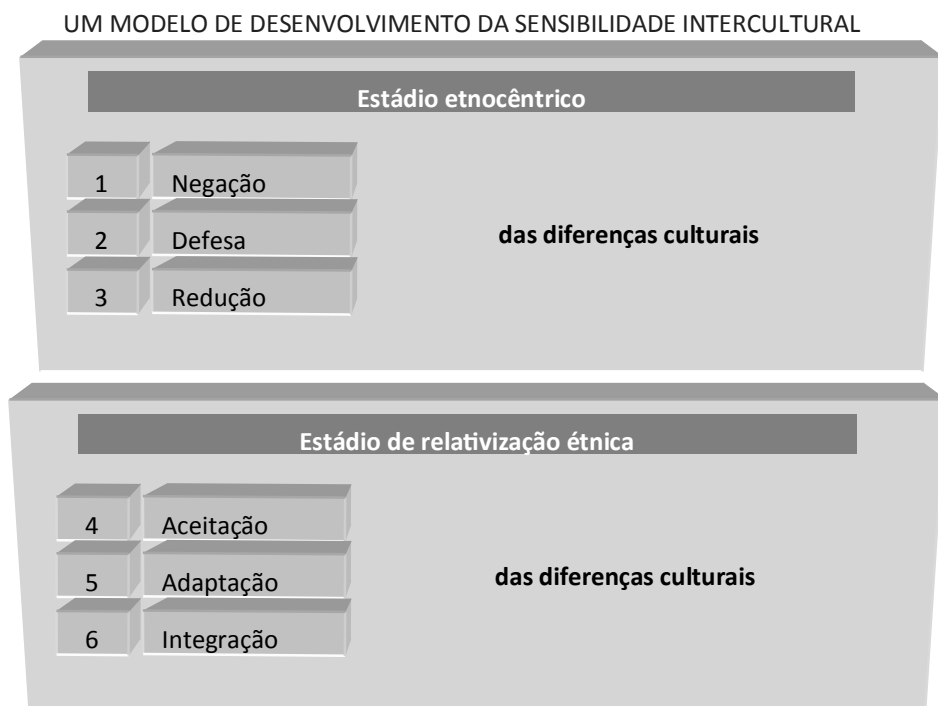 UM MODELO DE DESENVOLVIMENTO DA SENSIBILIDADE INTERCULTURAL
Estádio etnocêntrico
1 Negação
2 Defesa
3 Redução
das diferenças culturais
Estádio de relativização étnica
4 Aceitação
5 Adaptação
6 Integração
das diferenças culturais